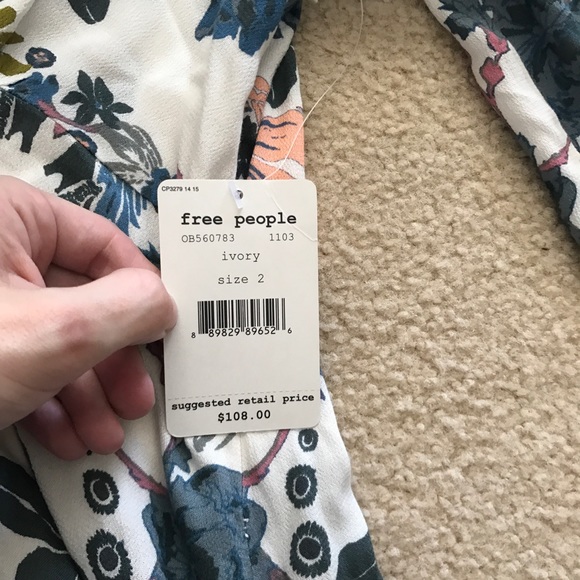 CP3279 14 15
free people
OB560783 1103
ivory
size 2
8 89829 89652 6
suggested retail price
$108.00